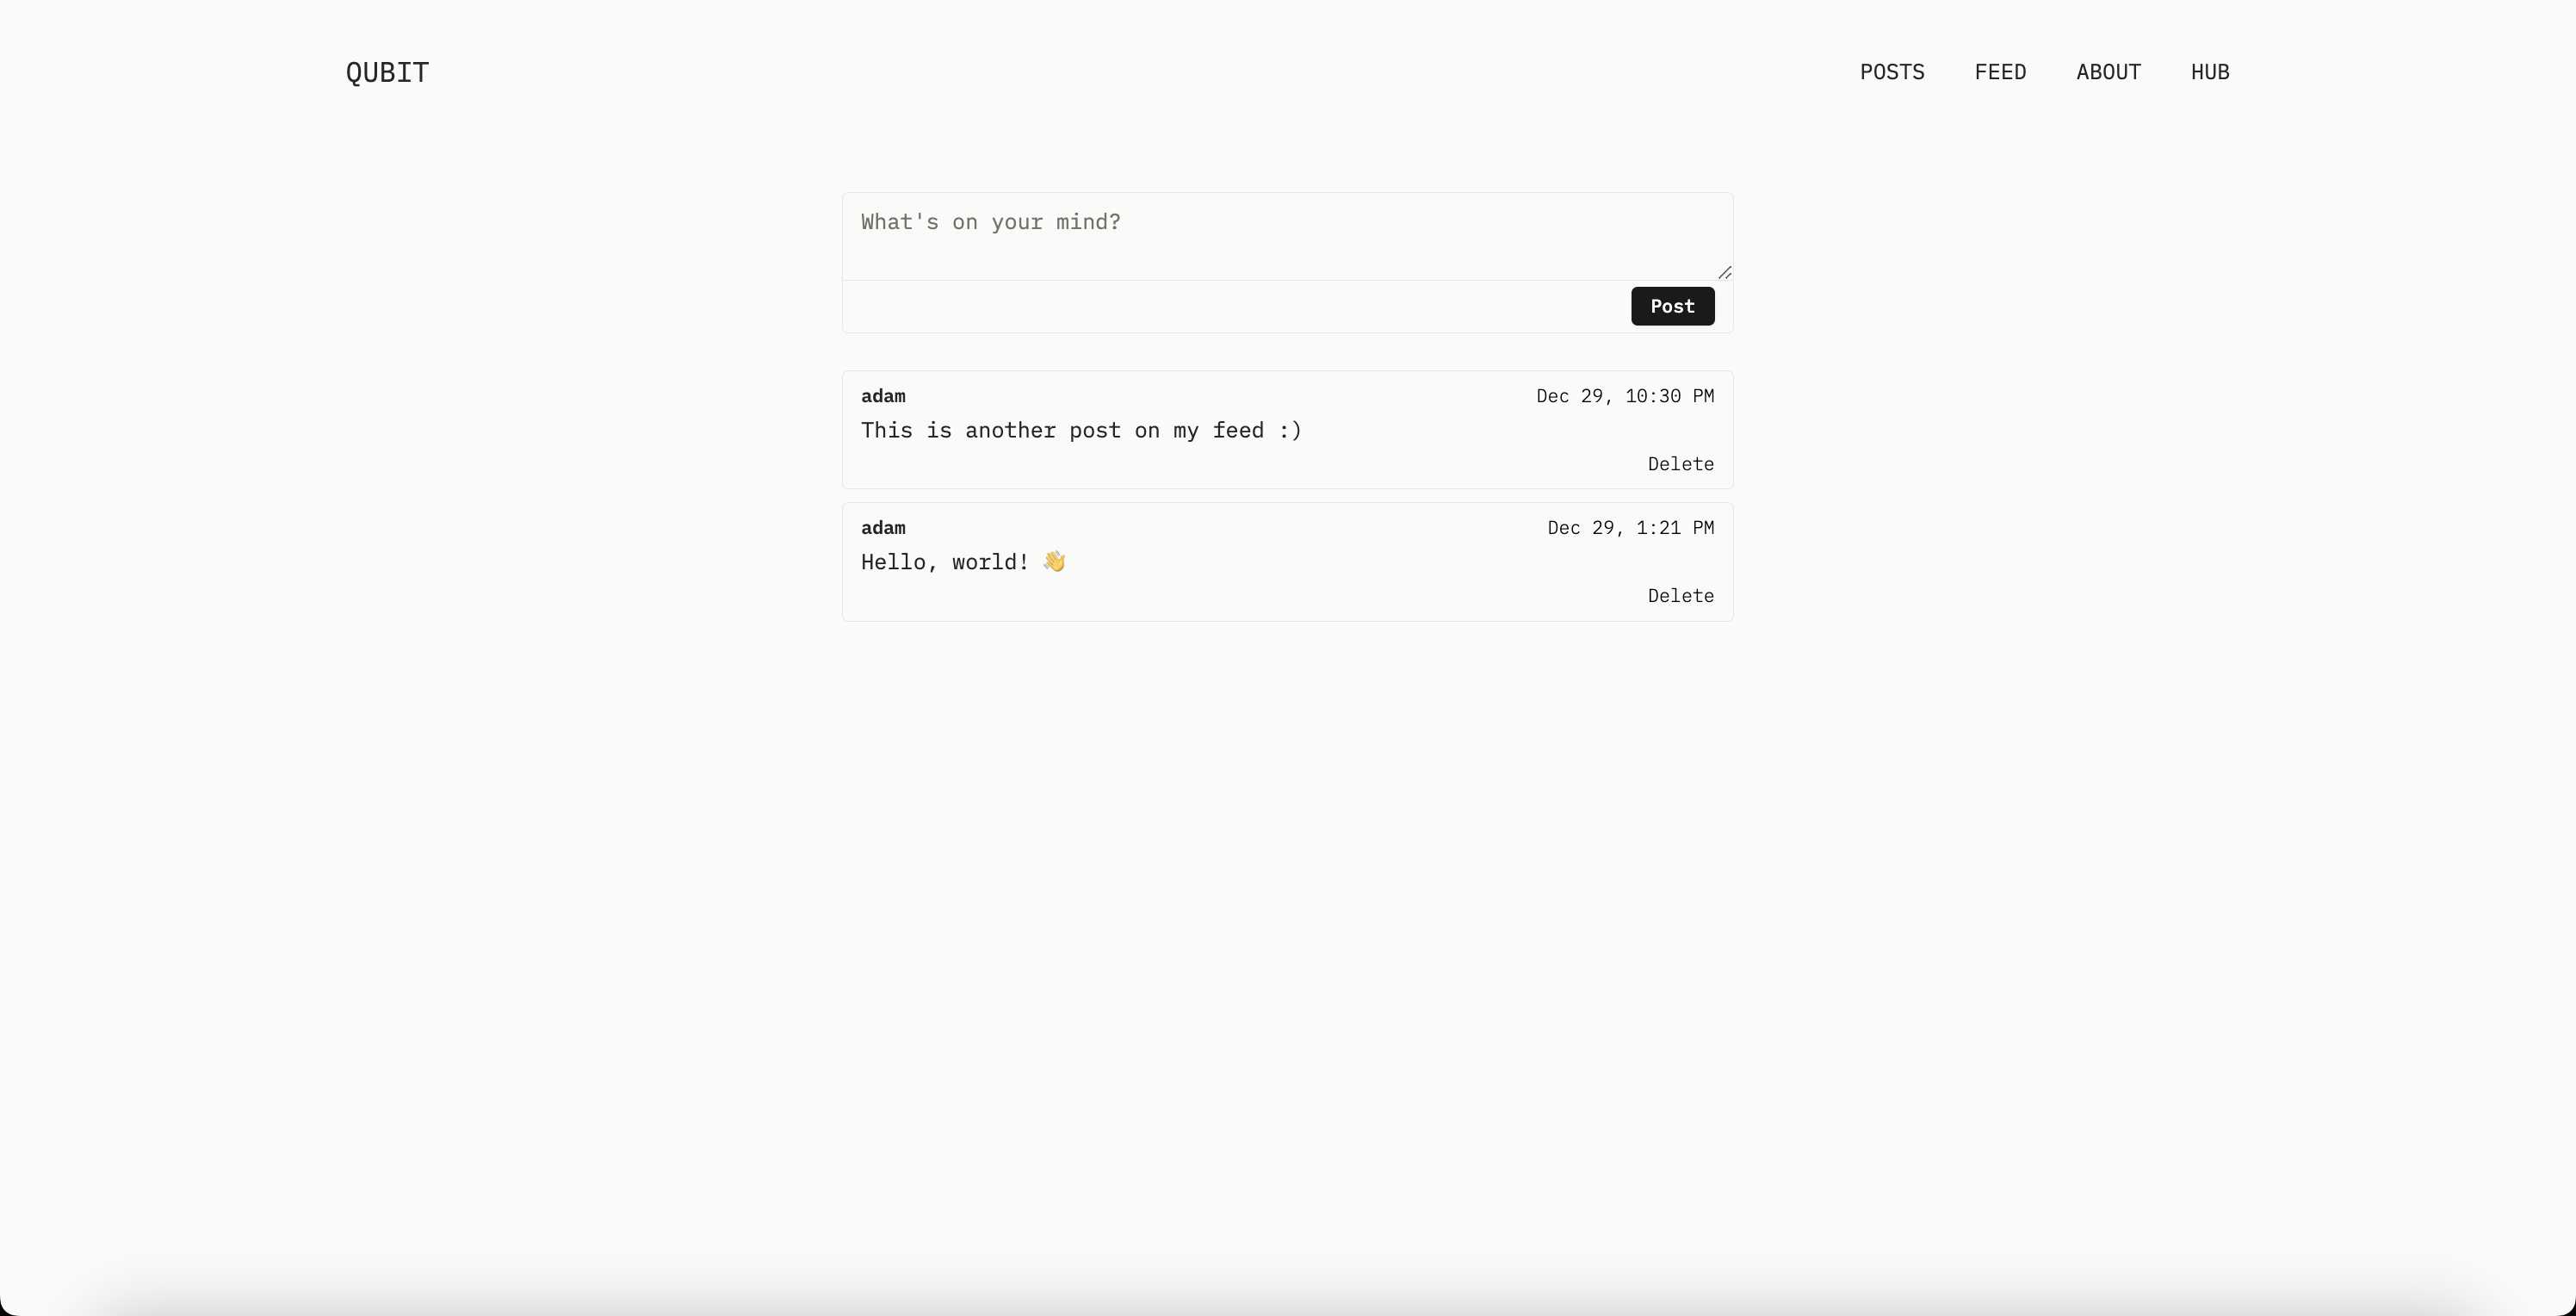 QUBIT
POSTS FEED ABOUT HUB
What's on your mind?
Post
adam Dec 29, 10:30 PM
This is another post on my feed :)
Delete
adam Dec 29, 1:21 PM
Hello, world! 👋
Delete